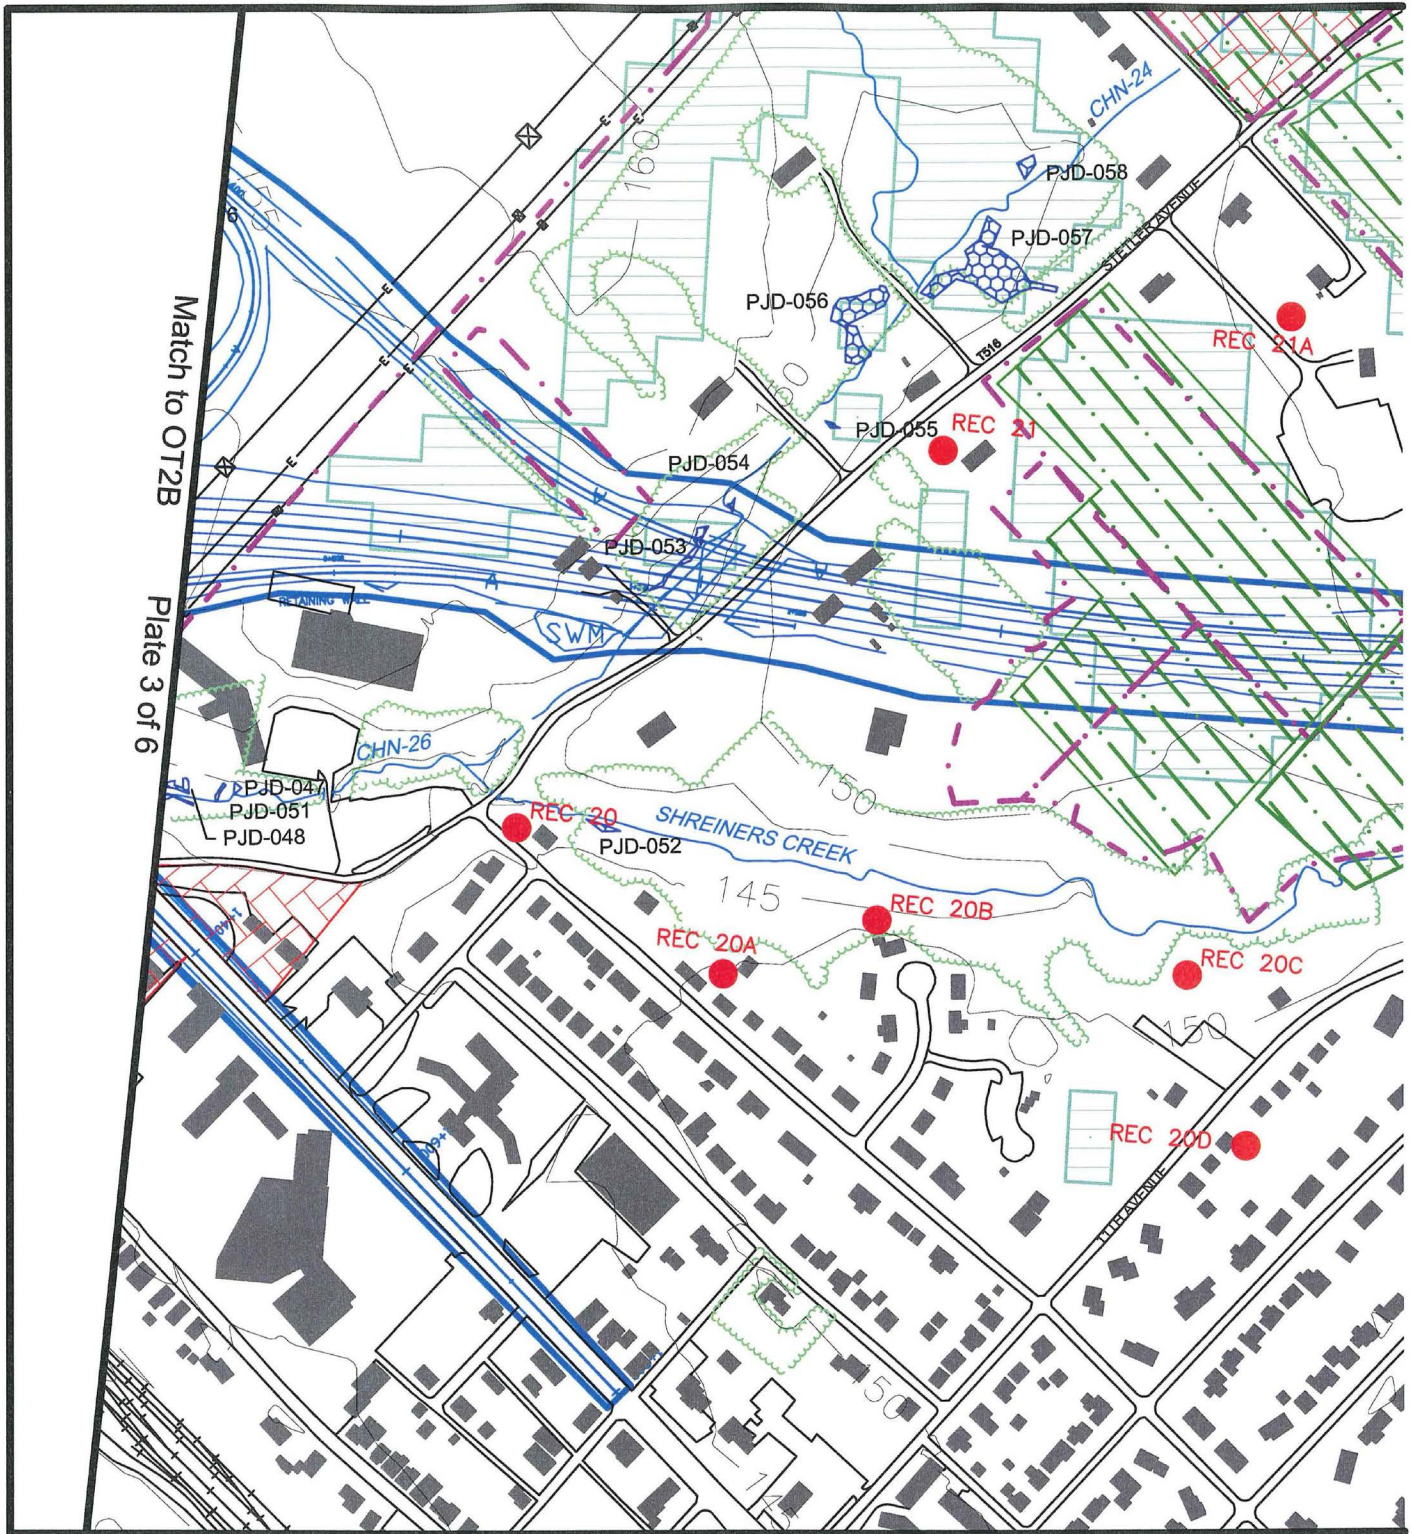 CHN-24
160
PJD-058
STETLER AVENUE
PJD-057
PJD-056
T516
REC 21A
150
PJD-055
REC 21
PJD-054
PJD-053
RETAINING WALL
SWM
Match to OT2B
Plate 3 of 6
CHN-26
150
PJD-047
PJD-051
PJD-048
REC 20
SHREINERS CREEK
PJD-052
145
REC 20B
REC 20A
REC 20C
150
REC 20D
11TH AVENUE
150